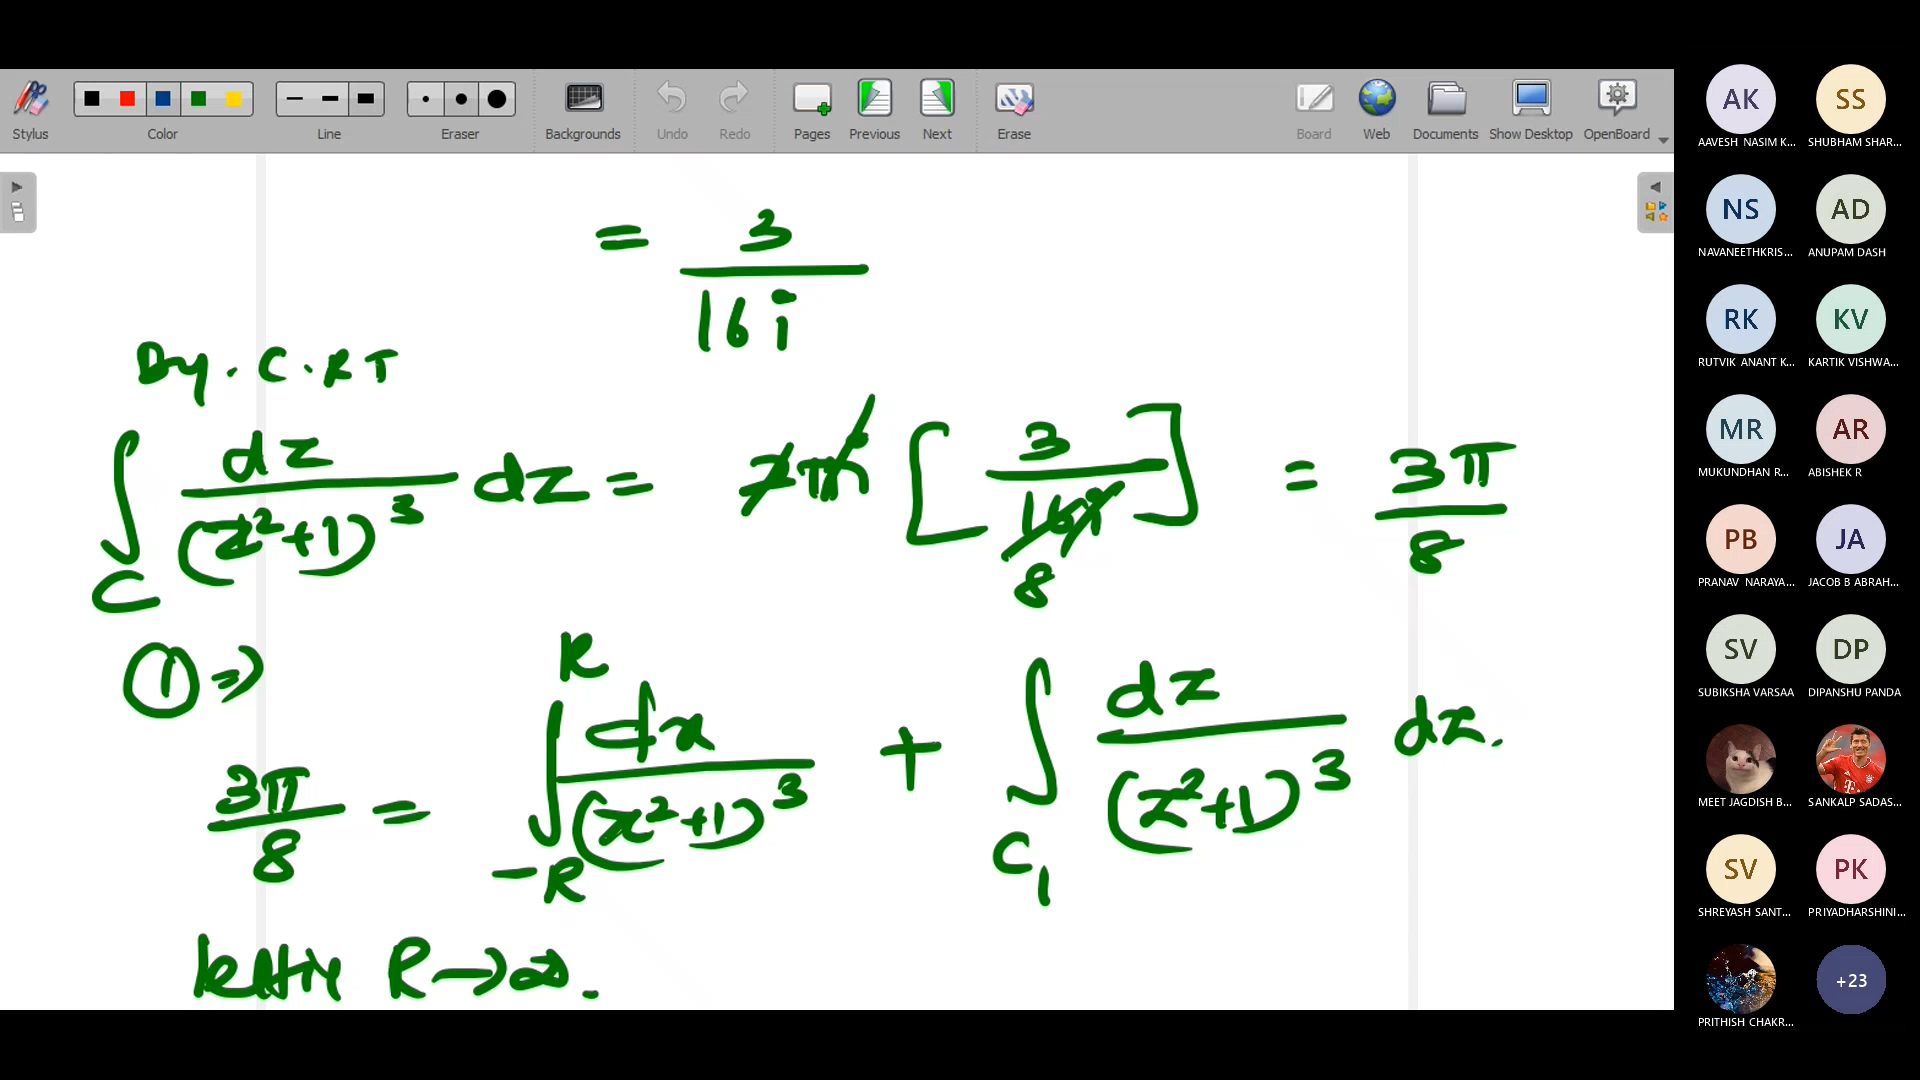 Stylus Color Line Eraser Backgrounds Undo Redo Pages Previous Next Erase Board Web Documents Show Desktop OpenBoard
= 3/16i
By. C.RT
∫_C dz/(z²+1)³ dz = 2πi [3/16i] = 3π/8
8
① ⇒
3π/8 = ∫_{-R}^{R} dx/(x²+1)³ + ∫_{C₁} dz/(z²+1)³ dz.
R→∞.
AK SS
AAVESH NASIM K... SHUBHAM SHAR...
NS AD
NAVANEETHKRIS... ANUPAM DASH
RK KV
RUTVIK ANANT K... KARTIK VISHWA...
MR AR
MUKUNDHAN R... ABISHEK R
PB JA
PRANAV NARAYA... JACOB B ABRAH...
SV DP
SUBIKSHA VARSAA DIPANSHU PANDA
MEET JAGDISH B... SANKALP SADAS...
SV PK
SHREYASH SANT... PRIYADHARSHINI...
+23
PRITHISH CHAKR...